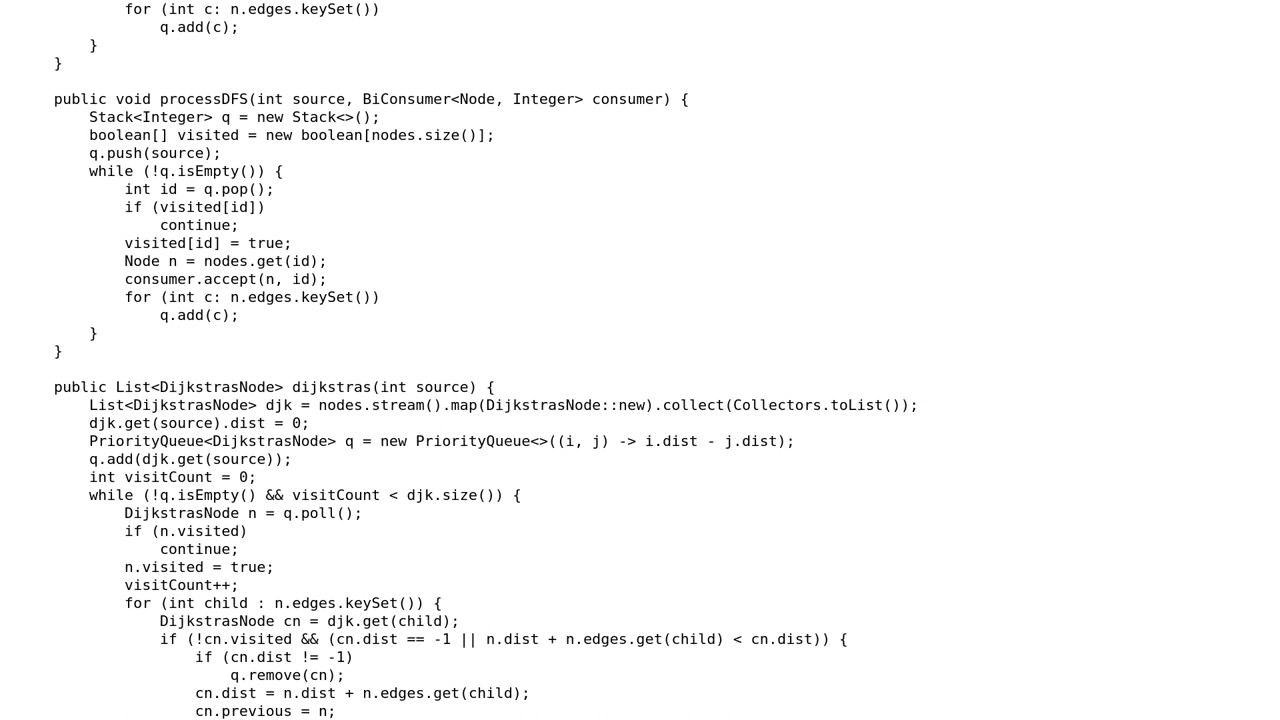 for (int c: n.edges.keySet())
q.add(c);
}
}
public void processDFS(int source, BiConsumer<Node, Integer> consumer) {
Stack<Integer> q = new Stack<>();
boolean[] visited = new boolean[nodes.size()];
q.push(source);
while (!q.isEmpty()) {
int id = q.pop();
if (visited[id])
continue;
visited[id] = true;
Node n = nodes.get(id);
consumer.accept(n, id);
for (int c: n.edges.keySet())
q.add(c);
}
}
public List<DijkstrasNode> dijkstras(int source) {
List<DijkstrasNode> djk = nodes.stream().map(DijkstrasNode::new).collect(Collectors.toList());
djk.get(source).dist = 0;
PriorityQueue<DijkstrasNode> q = new PriorityQueue<>((i, j) -> i.dist - j.dist);
q.add(djk.get(source));
int visitCount = 0;
while (!q.isEmpty() && visitCount < djk.size()) {
DijkstrasNode n = q.poll();
if (n.visited)
continue;
n.visited = true;
visitCount++;
for (int child : n.edges.keySet()) {
DijkstrasNode cn = djk.get(child);
if (!cn.visited && (cn.dist == -1 || n.dist + n.edges.get(child) < cn.dist)) {
if (cn.dist != -1)
q.remove(cn);
cn.dist = n.dist + n.edges.get(child);
cn.previous = n;